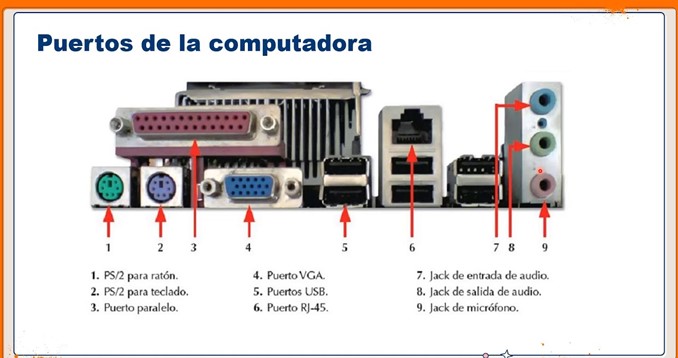 Puertos de la computadora
1 2 3 4 5 6 7 8 9
1. PS/2 para ratón.
2. PS/2 para teclado.
3. Puerto paralelo.
4. Puerto VGA.
5. Puertos USB.
6. Puerto RJ-45.
7. Jack de entrada de audio.
8. Jack de salida de audio.
9. Jack de micrófono.